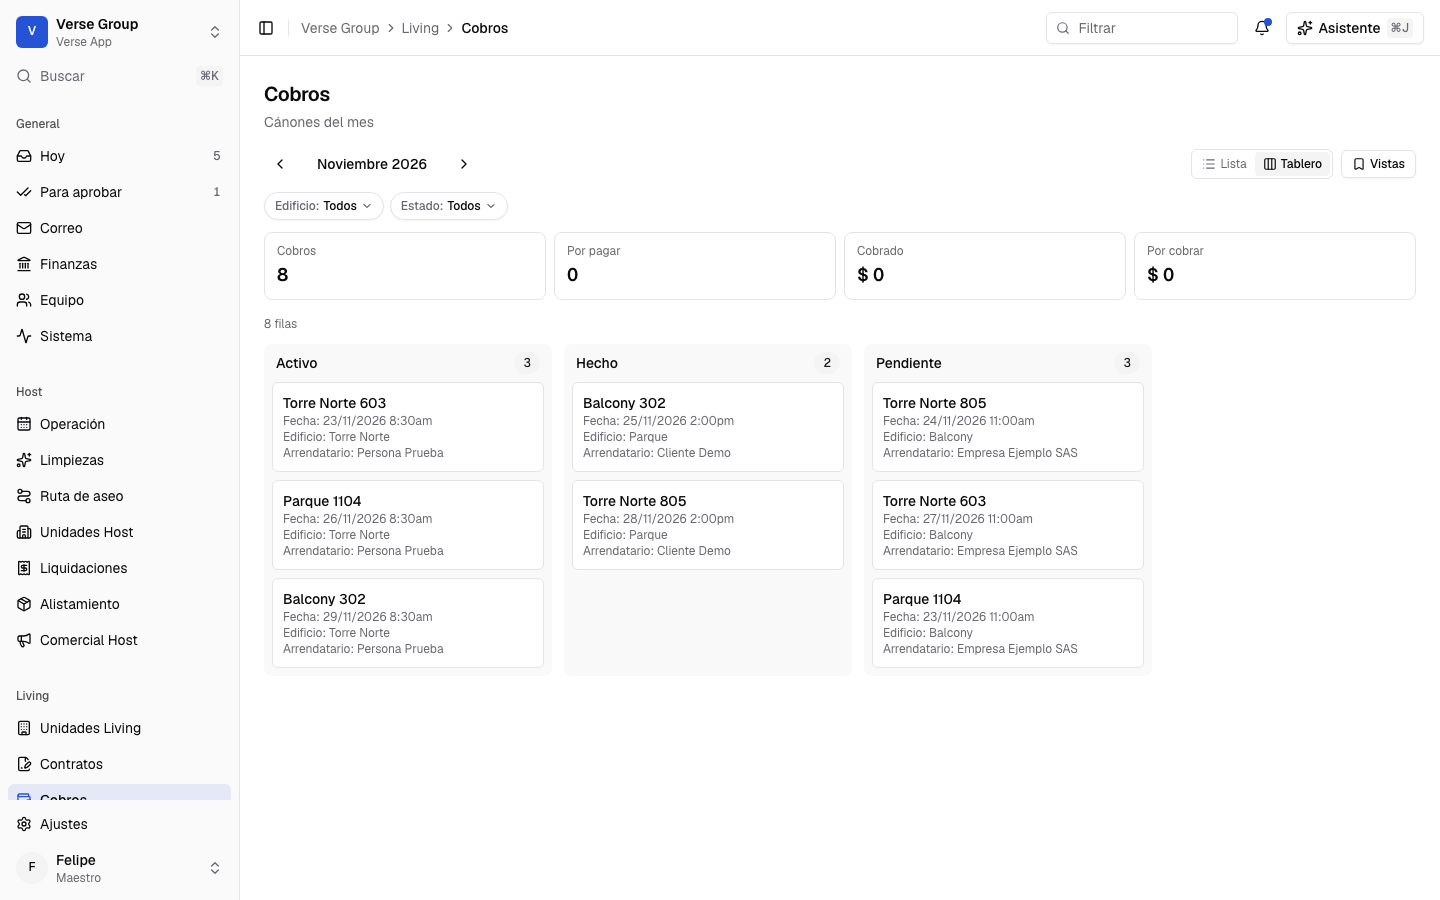 V
Verse Group
Verse App
Buscar ⌘K
General
Hoy 5
Para aprobar 1
Correo
Finanzas
Equipo
Sistema
Host
Operación
Limpiezas
Ruta de aseo
Unidades Host
Liquidaciones
Alistamiento
Comercial Host
Living
Unidades Living
Contratos
Cobros
Ajustes
F
Felipe
Maestro
Verse Group > Living > Cobros
Filtrar
Asistente ⌘J
Cobros
Cánones del mes
Noviembre 2026
Lista Tablero Vistas
Edificio: Todos Estado: Todos
Cobros
8
Por pagar
0
Cobrado
$ 0
Por cobrar
$ 0
8 filas
Activo 3
Torre Norte 603
Fecha: 23/11/2026 8:30am
Edificio: Torre Norte
Arrendatario: Persona Prueba
Parque 1104
Fecha: 26/11/2026 8:30am
Edificio: Torre Norte
Arrendatario: Persona Prueba
Balcony 302
Fecha: 29/11/2026 8:30am
Edificio: Torre Norte
Arrendatario: Persona Prueba
Hecho 2
Balcony 302
Fecha: 25/11/2026 2:00pm
Edificio: Parque
Arrendatario: Cliente Demo
Torre Norte 805
Fecha: 28/11/2026 2:00pm
Edificio: Parque
Arrendatario: Cliente Demo
Pendiente 3
Torre Norte 805
Fecha: 24/11/2026 11:00am
Edificio: Balcony
Arrendatario: Empresa Ejemplo SAS
Torre Norte 603
Fecha: 27/11/2026 11:00am
Edificio: Balcony
Arrendatario: Empresa Ejemplo SAS
Parque 1104
Fecha: 23/11/2026 11:00am
Edificio: Balcony
Arrendatario: Empresa Ejemplo SAS